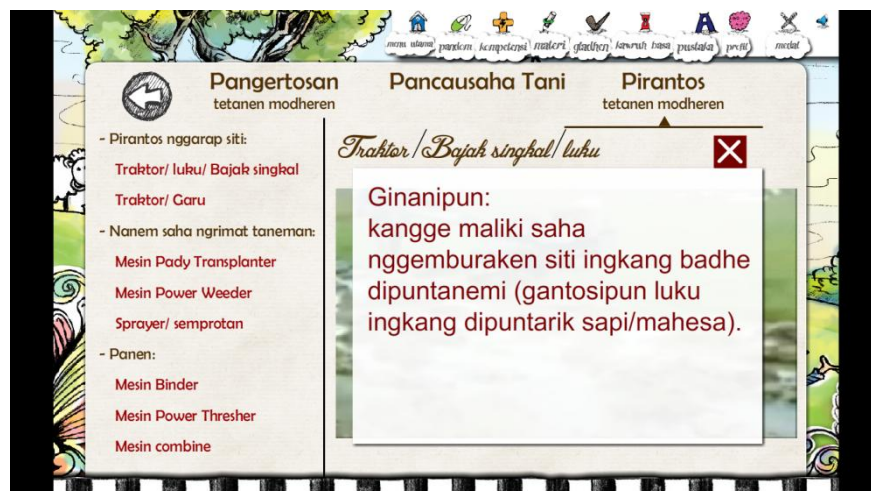 menu utama
pandom
kompetensi
materi
gladhen
kawruh basa
pustaka
profil
medal
Pangertosan
tetanen modheren
Pancausaha Tani
Pirantos
tetanen modheren
- Pirantos nggarap siti:
Traktor/ luku/ Bajak singkal
Traktor/ Garu
- Nanem saha ngrimat taneman:
Mesin Pady Transplanter
Mesin Power Weeder
Sprayer/ semprotan
- Panen:
Mesin Binder
Mesin Power Thresher
Mesin combine
Traktor/Bajak singkal/luku
Ginanipun:
kangge maliki saha
nggemburaken siti ingkang badhe
dipuntanemi (gantosipun luku
ingkang dipuntarik sapi/mahesa).